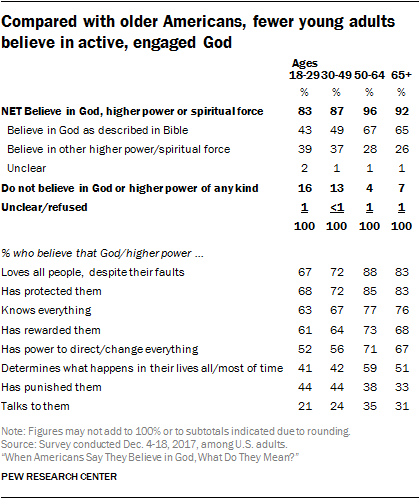 Compared with older Americans, fewer young adults
believe in active, engaged God
Ages
18-29 30-49 50-64 65+
% % % %
NET Believe in God, higher power or spiritual force 83 87 96 92
Believe in God as described in Bible 43 49 67 65
Believe in other higher power/spiritual force 39 37 28 26
Unclear 2 1 1 1
Do not believe in God or higher power of any kind 16 13 4 7
Unclear/refused 1 <1 1 1
100 100 100 100
% who believe that God/higher power ...
Loves all people, despite their faults 67 72 88 83
Has protected them 68 72 85 83
Knows everything 63 67 77 76
Has rewarded them 61 64 73 68
Has power to direct/change everything 52 56 71 67
Determines what happens in their lives all/most of time 41 42 59 51
Has punished them 44 44 38 33
Talks to them 21 24 35 31
Note: Figures may not add to 100% or to subtotals indicated due to rounding.
Source: Survey conducted Dec. 4-18, 2017, among U.S. adults.
"When Americans Say They Believe in God, What Do They Mean?"
PEW RESEARCH CENTER